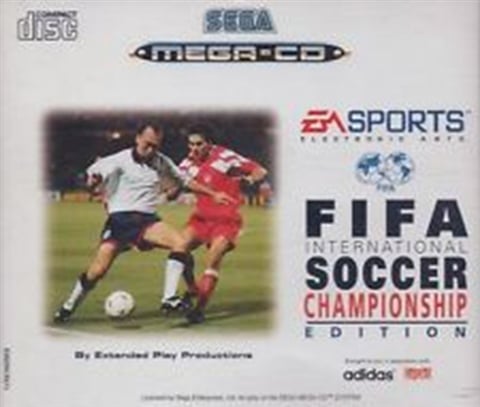 COMPACT
disc
SEGA
MEGA-CD
EA SPORTS
ELECTRONIC ARTS
FIFA
FIFA
INTERNATIONAL
SOCCER
CHAMPIONSHIP
EDITION
By Extended Play Productions
adidas